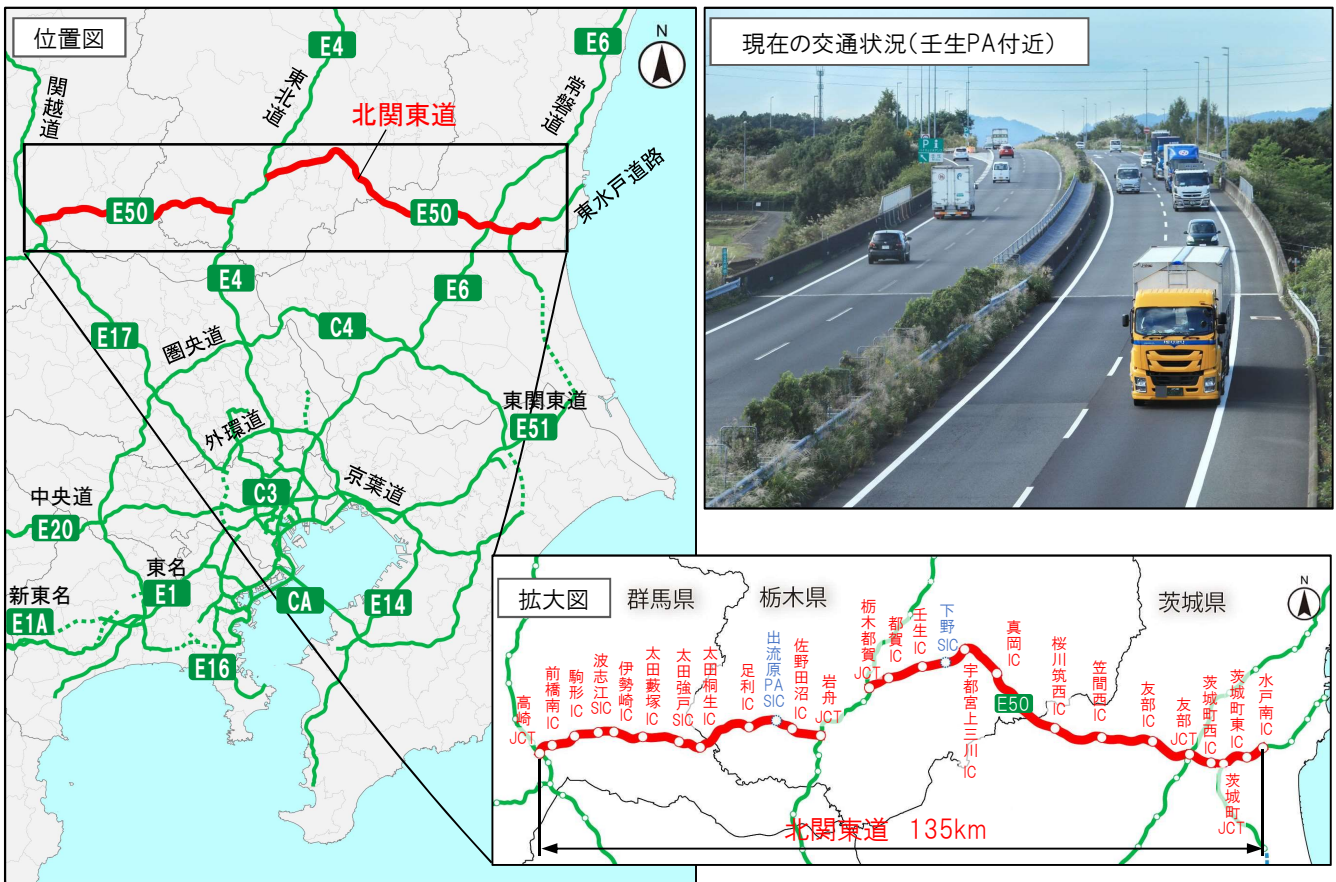 位置図
N
E4
E6
関越道
東北道
常磐道
北関東道
東水戸道路
E50
E50
E4
E6
E17
C4
圏央道
東関東道
E51
外環道
京葉道
C3
中央道
E20
東名
E1
新東名
E1A
CA
E14
E16
現在の交通状況(壬生PA付近)
P
拡大図
群馬県
栃木県
茨城県
N
高崎JCT
前橋南IC
駒形IC
波志江SIC
伊勢崎IC
太田藪塚IC
太田強戸SIC
太田桐生IC
足利IC
出流原PASIC
佐野田沼IC
岩舟JCT
栃木都賀JCT
都賀IC
壬生IC
下野SIC
宇都宮上三川IC
真岡IC
E50
桜川筑西IC
笠間西IC
友部IC
友部JCT
茨城町西IC
茨城町JCT
茨城町東IC
水戸南IC
北関東道 135km